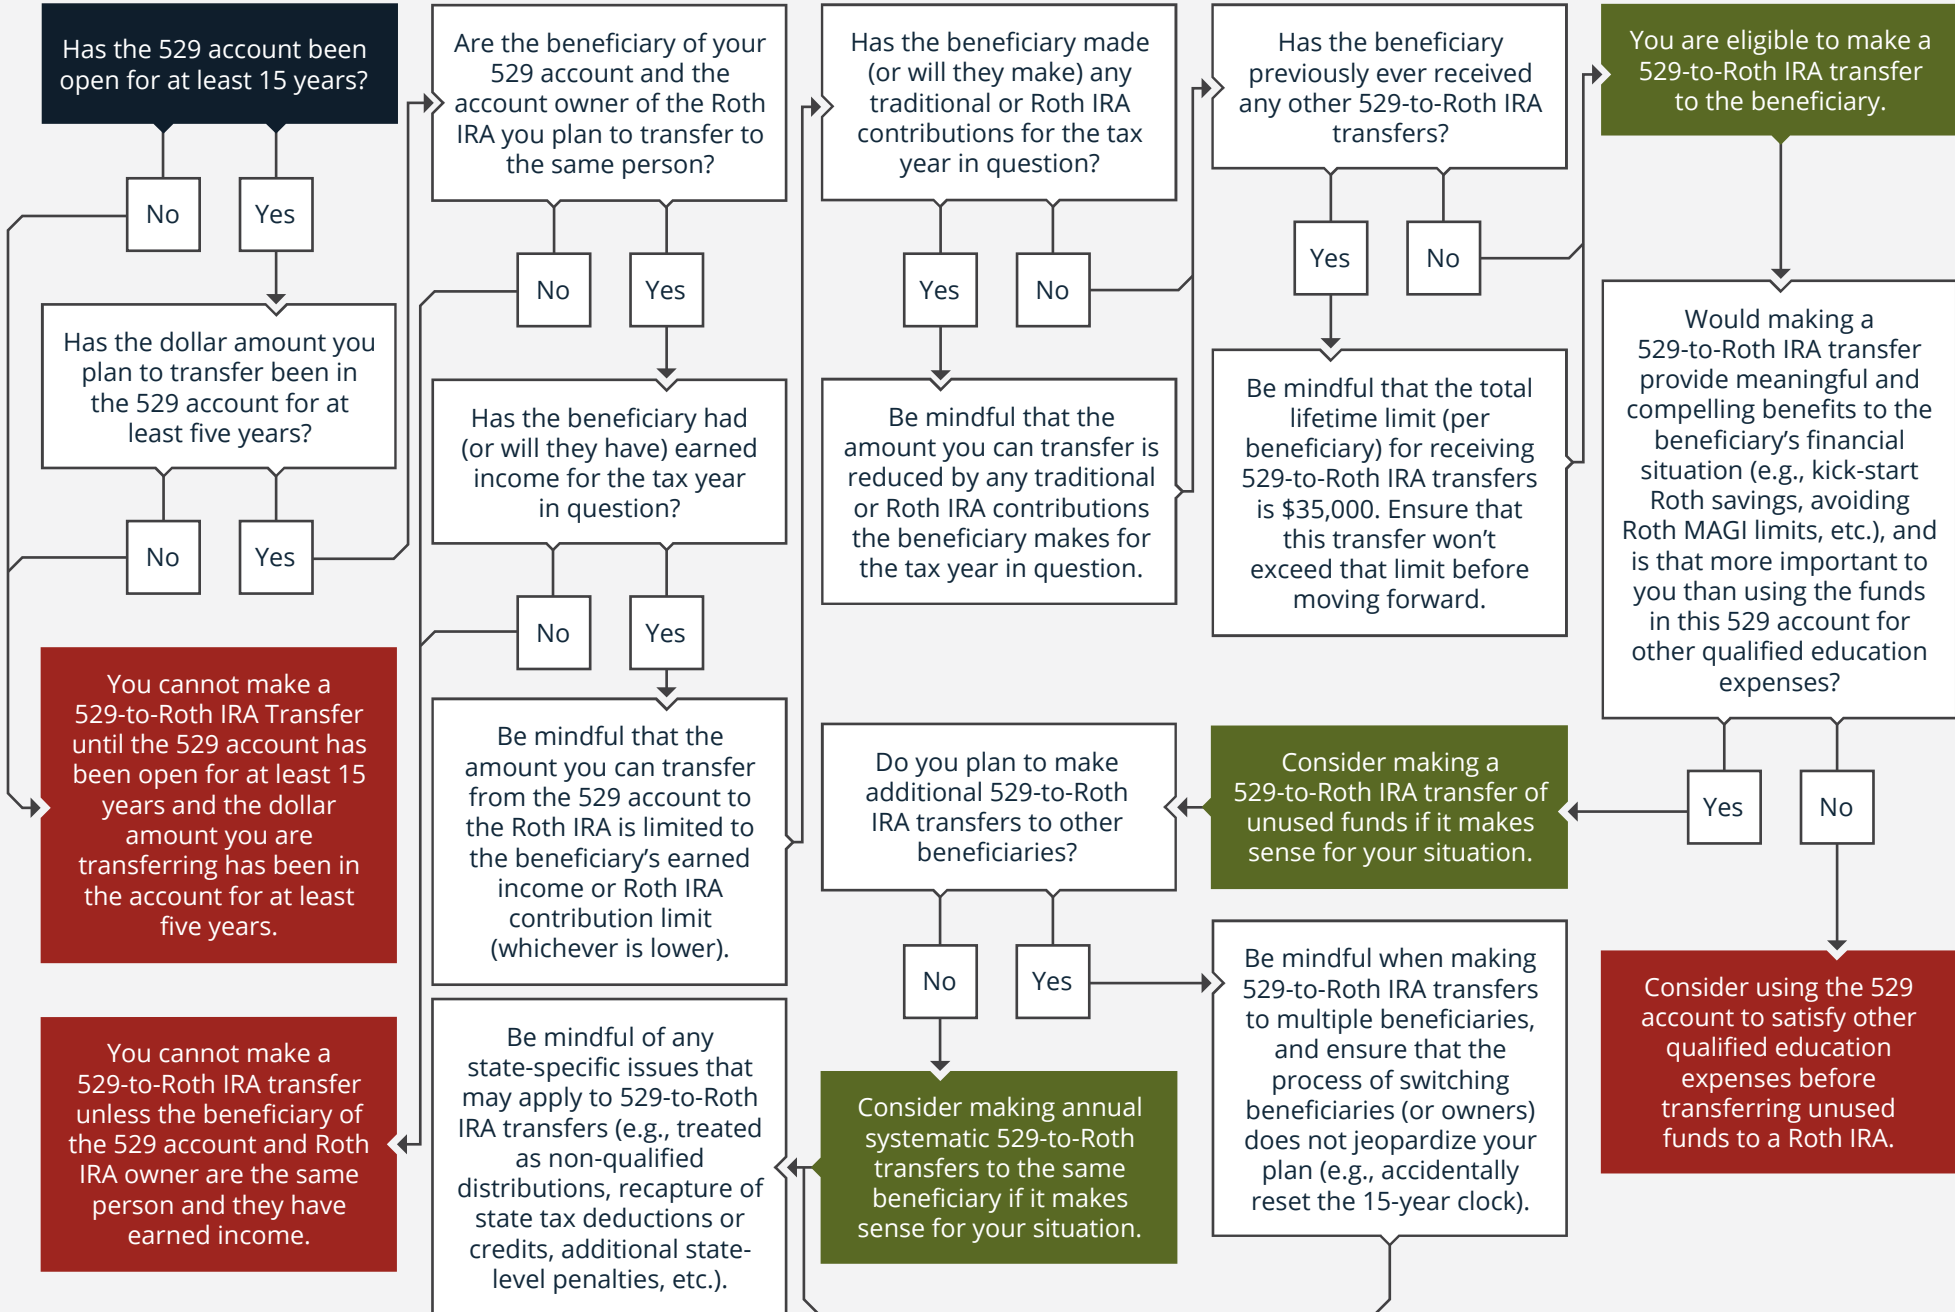 Has the 529 account been
open for at least 15 years?
No
Yes
Has the dollar amount you
plan to transfer been in
the 529 account for at
least five years?
No
Yes
You cannot make a
529-to-Roth IRA Transfer
until the 529 account has
been open for at least 15
years and the dollar
amount you are
transferring has been in
the account for at least
five years.
You cannot make a
529-to-Roth IRA transfer
unless the beneficiary of
the 529 account and Roth
IRA owner are the same
person and they have
earned income.
Are the beneficiary of your
529 account and the
account owner of the Roth
IRA you plan to transfer to
the same person?
No
Yes
Has the beneficiary had
(or will they have) earned
income for the tax year
in question?
No
Yes
Be mindful that the
amount you can transfer
from the 529 account to
the Roth IRA is limited to
the beneficiary’s earned
income or Roth IRA
contribution limit
(whichever is lower).
Has the beneficiary made
(or will they make) any
traditional or Roth IRA
contributions for the tax
year in question?
Yes
No
Be mindful that the
amount you can transfer is
reduced by any traditional
or Roth IRA contributions
the beneficiary makes for
the tax year in question.
Has the beneficiary
previously ever received
any other 529-to-Roth IRA
transfers?
Yes
No
Be mindful that the total
lifetime limit (per
beneficiary) for receiving
529-to-Roth IRA transfers
is $35,000. Ensure that
this transfer won’t
exceed that limit before
moving forward.
You are eligible to make a
529-to-Roth IRA transfer
to the beneficiary.
Would making a
529-to-Roth IRA transfer
provide meaningful and
compelling benefits to the
beneficiary’s financial
situation (e.g., kick-start
Roth savings, avoiding
Roth MAGI limits, etc.), and
is that more important to
you than using the funds
in this 529 account for
other qualified education
expenses?
Yes
No
Consider using the 529
account to satisfy other
qualified education
expenses before
transferring unused
funds to a Roth IRA.
Consider making a
529-to-Roth IRA transfer of
unused funds if it makes
sense for your situation.
Do you plan to make
additional 529-to-Roth
IRA transfers to other
beneficiaries?
No
Yes
Be mindful when making
529-to-Roth IRA transfers
to multiple beneficiaries,
and ensure that the
process of switching
beneficiaries (or owners)
does not jeopardize your
plan (e.g., accidentally
reset the 15-year clock).
Consider making annual
systematic 529-to-Roth
transfers to the same
beneficiary if it makes
sense for your situation.
Be mindful of any
state-specific issues that
may apply to 529-to-Roth
IRA transfers (e.g., treated
as non-qualified
distributions, recapture of
state tax deductions or
credits, additional state-
level penalties, etc.).